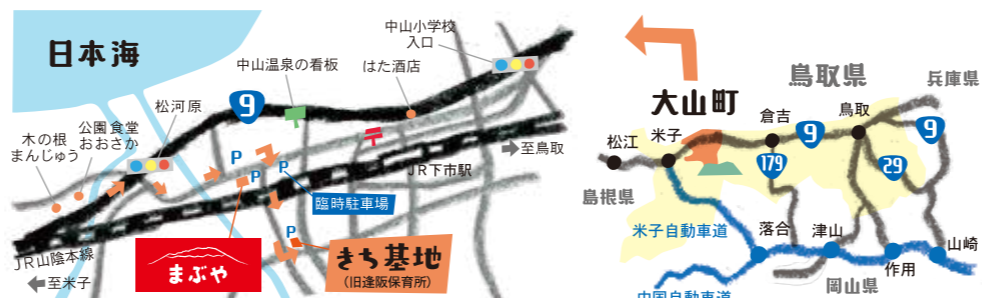 日本海
中山小学校
入口
中山温泉の看板
はた酒店
松河原
9
木の根
まんじゅう
公園食堂
おおさか
P
P
P
臨時駐車場
JR下市駅
至鳥取
JR山陰本線
至米子
まぶや
きち基地
(旧逢阪保育所)
鳥取県
兵庫県
大山町
松江
米子
倉吉
鳥取
9
9
179
29
島根県
米子自動車道
落合
津山
作用
山崎
岡山県
中国自動車道